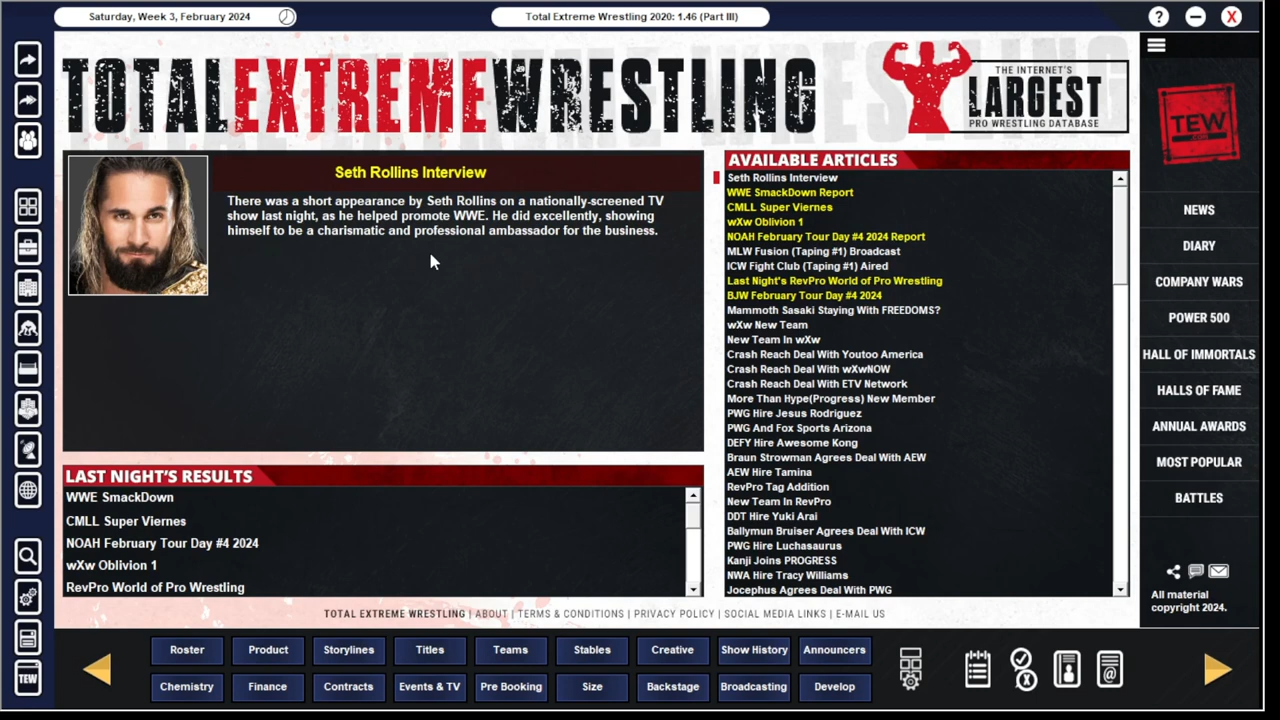 Saturday, Week 3, February 2024
Total Extreme Wrestling 2020: 1.46 (Part III)
? X
TOTALEXTREMEWRESTLING
THE INTERNET'S
LARGEST
PRO WRESTLING DATABASE
TEW
.com
NEWS
DIARY
COMPANY WARS
POWER 500
HALL OF IMMORTALS
HALLS OF FAME
ANNUAL AWARDS
MOST POPULAR
BATTLES
All material
copyright 2024.
Seth Rollins Interview
There was a short appearance by Seth Rollins on a nationally-screened TV
show last night, as he helped promote WWE. He did excellently, showing
himself to be a charismatic and professional ambassador for the business.
AVAILABLE ARTICLES
Seth Rollins Interview
WWE SmackDown Report
CMLL Super Viernes
wXw Oblivion 1
NOAH February Tour Day #4 2024 Report
MLW Fusion (Taping #1) Broadcast
ICW Fight Club (Taping #1) Aired
Last Night's RevPro World of Pro Wrestling
BJW February Tour Day #4 2024
Mammoth Sasaki Staying With FREEDOMS?
wXw New Team
New Team In wXw
Crash Reach Deal With Youtoo America
Crash Reach Deal With wXwNOW
Crash Reach Deal With ETV Network
More Than Hype(Progress) New Member
PWG Hire Jesus Rodriguez
PWG And Fox Sports Arizona
DEFY Hire Awesome Kong
Braun Strowman Agrees Deal With AEW
AEW Hire Tamina
RevPro Tag Addition
New Team In RevPro
DDT Hire Yuki Arai
Ballymun Bruiser Agrees Deal With ICW
PWG Hire Luchasaurus
Kanji Joins PROGRESS
NWA Hire Tracy Williams
Jocephus Agrees Deal With PWG
LAST NIGHT'S RESULTS
WWE SmackDown
CMLL Super Viernes
NOAH February Tour Day #4 2024
wXw Oblivion 1
RevPro World of Pro Wrestling
TOTAL EXTREME WRESTLING | ABOUT | TERMS & CONDITIONS | PRIVACY POLICY | SOCIAL MEDIA LINKS | E-MAIL US
TEW
Roster Product Storylines Titles Teams Stables Creative Show History Announcers
Chemistry Finance Contracts Events & TV Pre Booking Size Backstage Broadcasting Develop